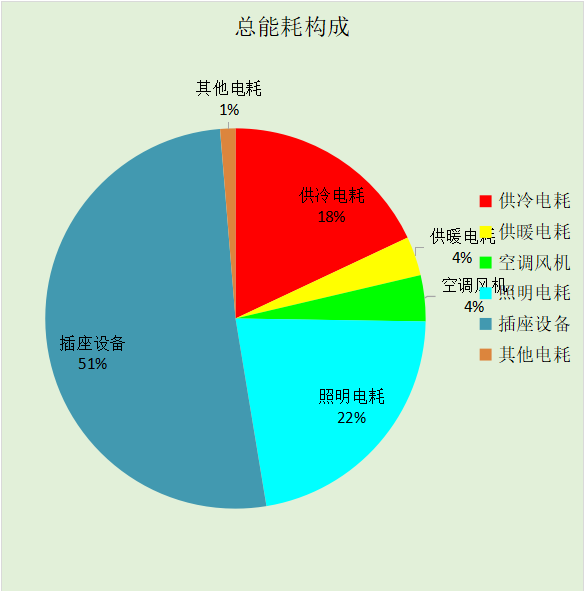 总能耗构成
其他电耗
1%
供冷电耗
18%
供暖电耗
4%
空调风机
4%
照明电耗
22%
插座设备
51%
供冷电耗
供暖电耗
空调风机
照明电耗
插座设备
其他电耗